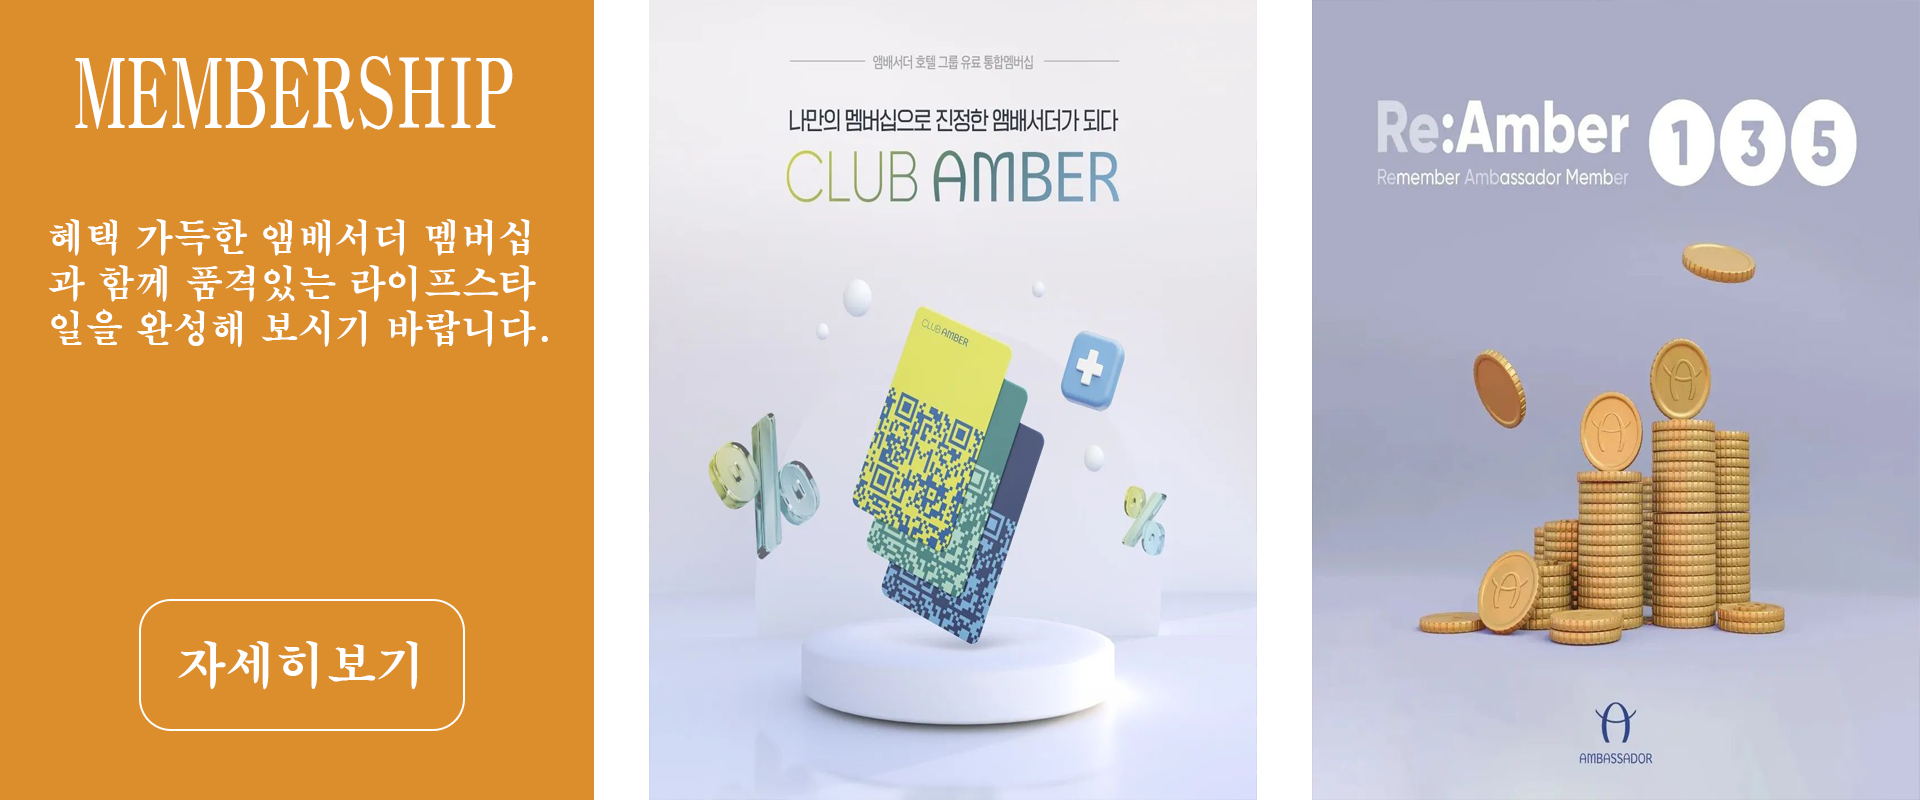 MEMBERSHIP
혜택 가득한 앰배서더 멤버십
과 함께 품격있는 라이프스타
일을 완성해 보시기 바랍니다.
자세히보기
앰배서더 호텔 그룹 유료 통합멤버십
나만의 멤버십으로 진정한 앰배서더가 되다
CLUB AMBER
CLUB AMBER
Re:Amber 1 3 5
Remember Ambassador Member
AMBASSADOR